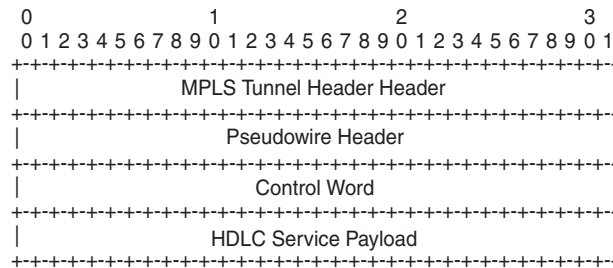 0 1 2 3
0 1 2 3 4 5 6 7 8 9 0 1 2 3 4 5 6 7 8 9 0 1 2 3 4 5 6 7 8 9 0 1
+-+-+-+-+-+-+-+-+-+-+-+-+-+-+-+-+-+-+-+-+-+-+-+-+-+-+-+-+-+-+-+-
| MPLS Tunnel Header Header
+-+-+-+-+-+-+-+-+-+-+-+-+-+-+-+-+-+-+-+-+-+-+-+-+-+-+-+-+-+-+-+-
| Pseudowire Header
+-+-+-+-+-+-+-+-+-+-+-+-+-+-+-+-+-+-+-+-+-+-+-+-+-+-+-+-+-+-+-+-
| Control Word
+-+-+-+-+-+-+-+-+-+-+-+-+-+-+-+-+-+-+-+-+-+-+-+-+-+-+-+-+-+-+-+-
| HDLC Service Payload
+-+-+-+-+-+-+-+-+-+-+-+-+-+-+-+-+-+-+-+-+-+-+-+-+-+-+-+-+-+-+-+-